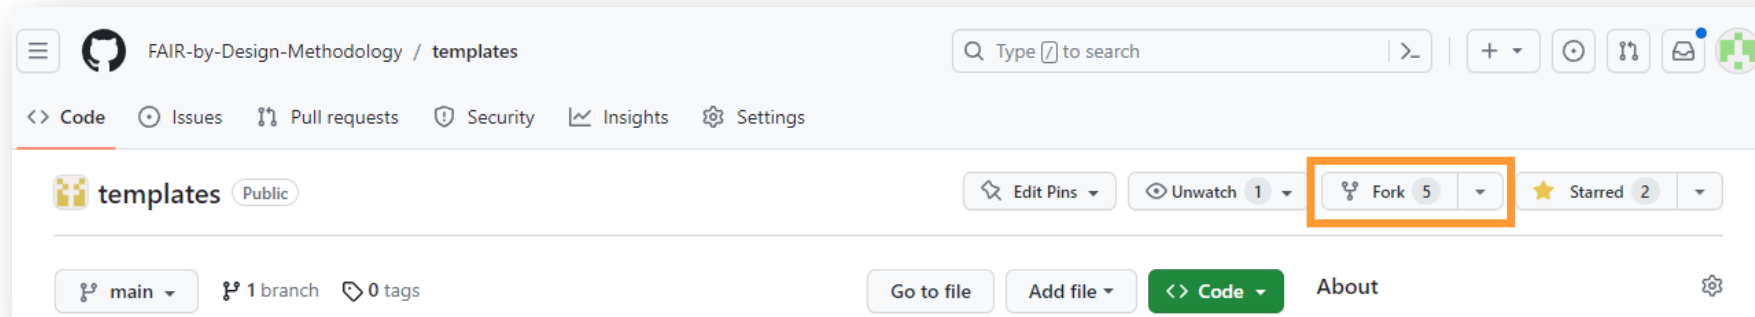 FAIR-by-Design-Methodology / templates
Type / to search
Code Issues Pull requests Security Insights Settings
templates Public
Edit Pins Unwatch 1 Fork 5 Starred 2
main 1 branch 0 tags Go to file Add file Code About